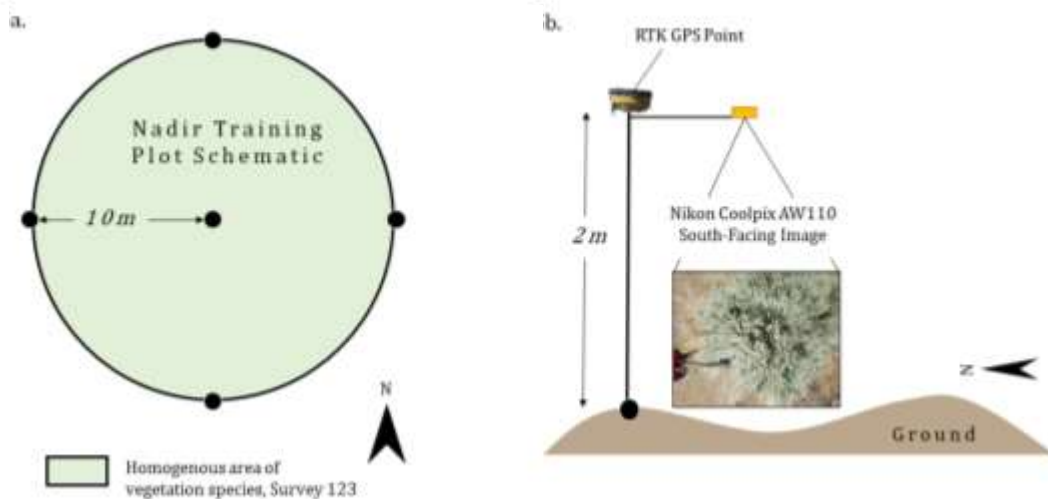 a.
Nadir Training
Plot Schematic
10 m
N
Homogenous area of
vegetation species, Survey 123
b.
RTK GPS Point
2 m
Nikon Coolpix AW110
South-Facing Image
N
Ground